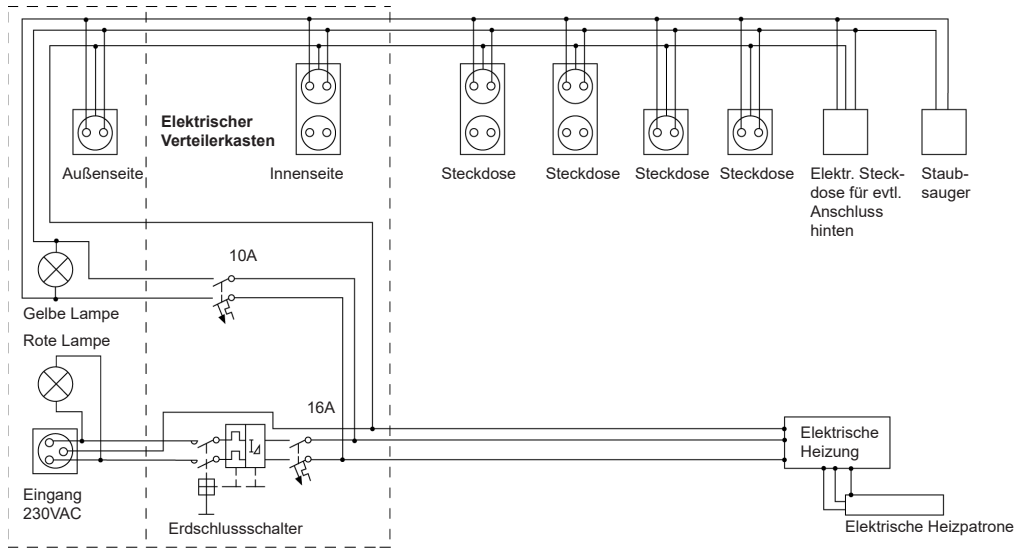 Elektrischer
Verteilerkasten
Außenseite
Innenseite
Steckdose
Steckdose
Steckdose
Steckdose
Elektr. Steck-
dose für evtl.
Anschluss
hinten
Staub-
sauger
10A
Gelbe Lampe
Rote Lampe
16A
Elektrische
Heizung
Eingang
230VAC
Erdschlussschalter
Elektrische Heizpatrone